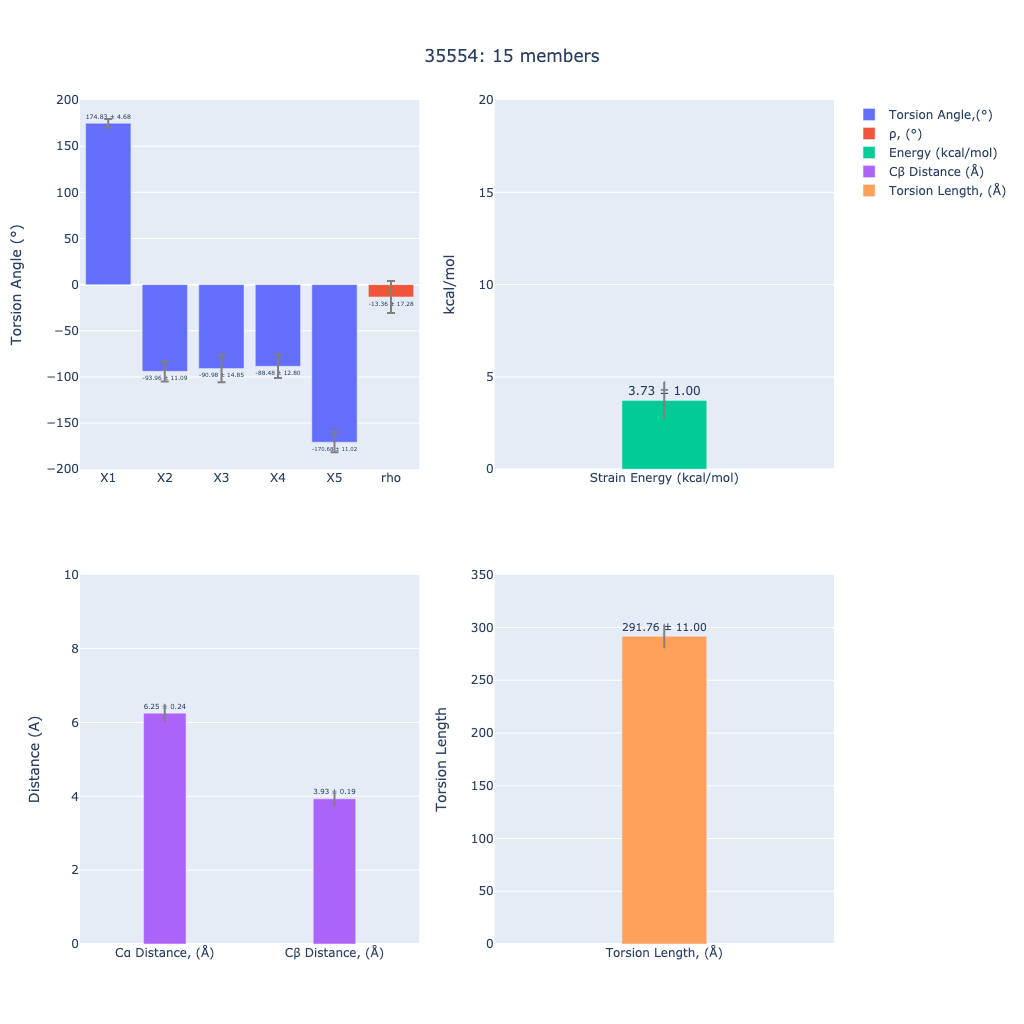 35554: 15 members
Torsion Angle (°)
200
150
100
50
0
−50
−100
−150
−200
174.83 ± 4.68
-93.96 ± 11.09
-90.98 ± 14.85
-88.48 ± 12.80
-170.68 ± 11.02
-13.36 ± 17.28
X1 X2 X3 X4 X5 rho
kcal/mol
20
15
10
5
0
3.73 ± 1.00
Strain Energy (kcal/mol)
Torsion Angle,(°)
ρ, (°)
Energy (kcal/mol)
Cβ Distance (Å)
Torsion Length, (Å)
Distance (A)
10
8
6
4
2
0
6.25 ± 0.24
3.93 ± 0.19
Cα Distance, (Å) Cβ Distance, (Å)
Torsion Length
350
300
250
200
150
100
50
0
291.76 ± 11.00
Torsion Length, (Å)